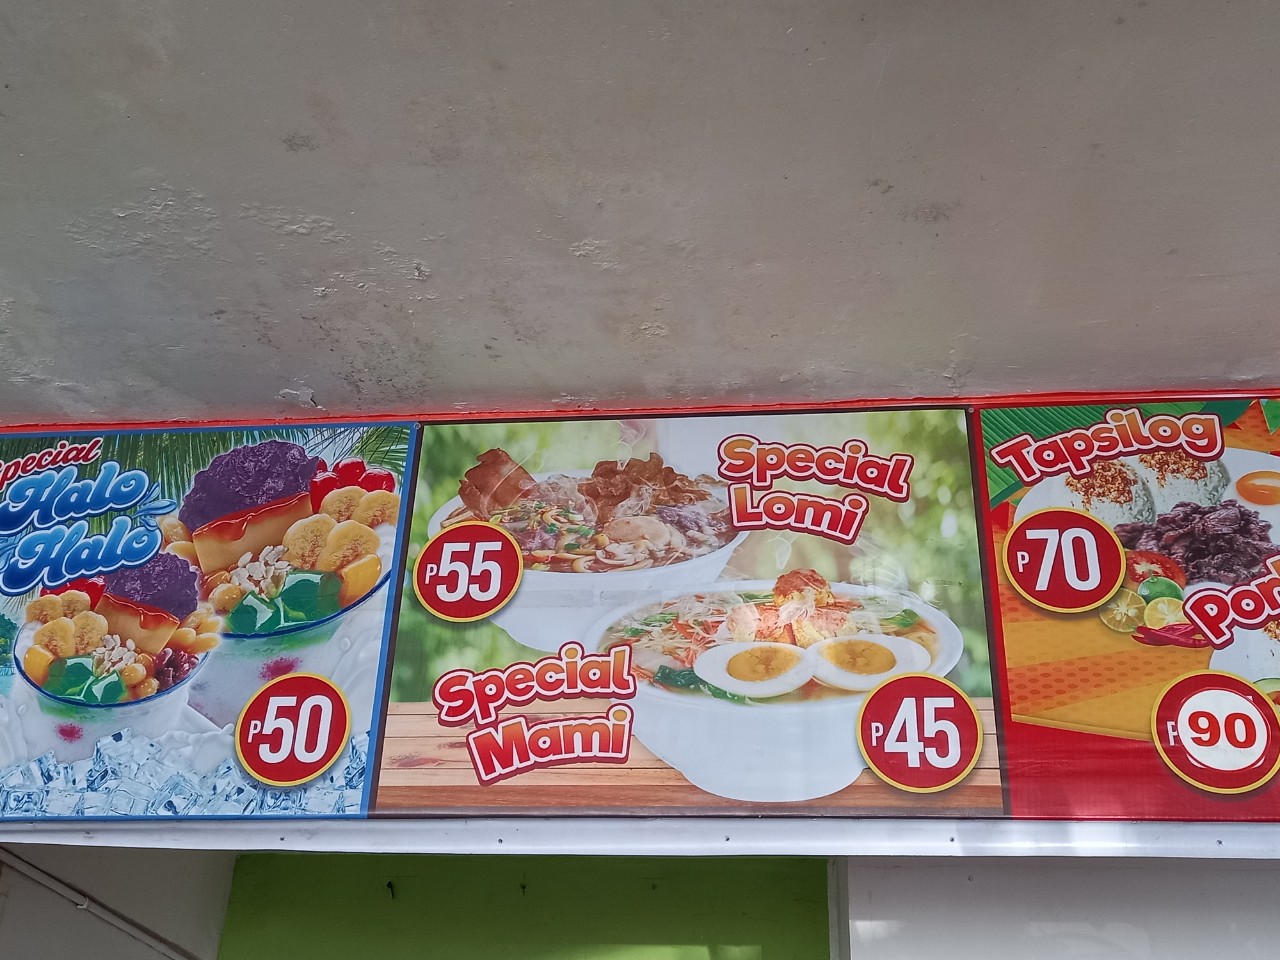 Special
Halo
Halo
P50
Special
Lomi
P55
Special
Mami
P45
Tapsilog
P70
P90